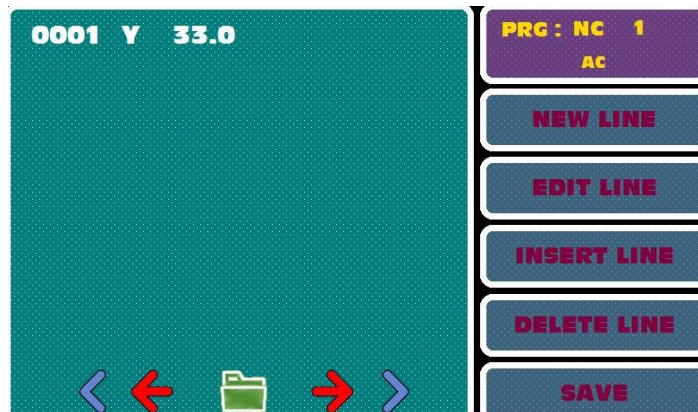 0001 Y 33.0
PRG: NC 1
AC
NEW LINE
EDIT LINE
INSERT LINE
DELETE LINE
SAVE